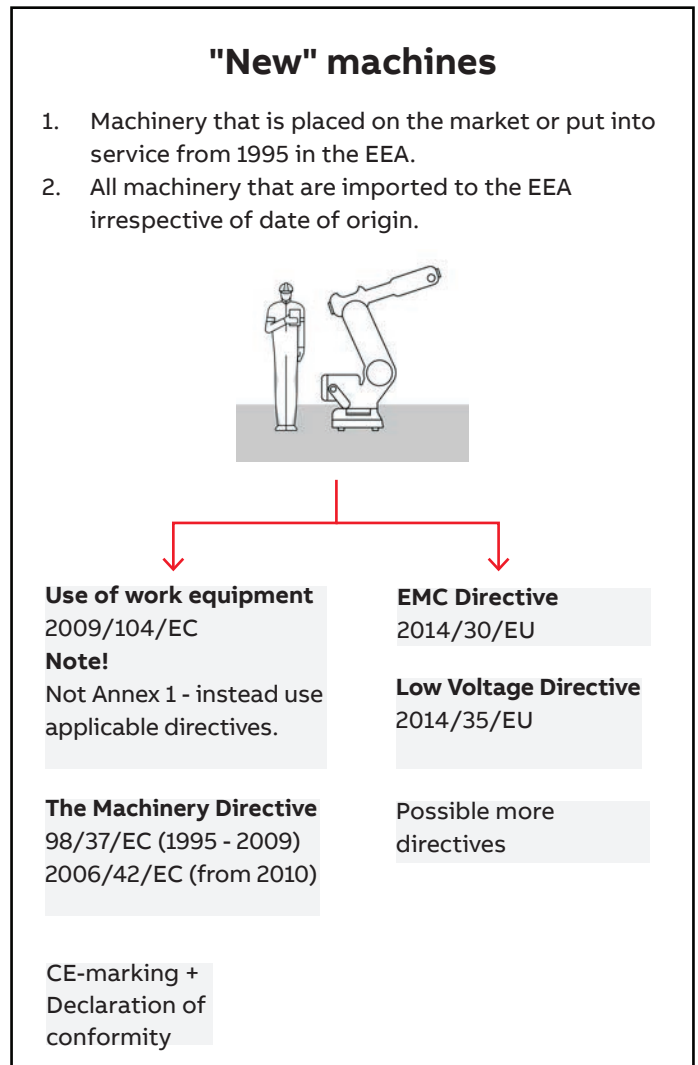 "New" machines
1. Machinery that is placed on the market or put into
service from 1995 in the EEA.
2. All machinery that are imported to the EEA
irrespective of date of origin.
Use of work equipment
2009/104/EC
Note!
Not Annex 1 - instead use
applicable directives.
The Machinery Directive
98/37/EC (1995 - 2009)
2006/42/EC (from 2010)
CE-marking +
Declaration of
conformity
EMC Directive
2014/30/EU
Low Voltage Directive
2014/35/EU
Possible more
directives